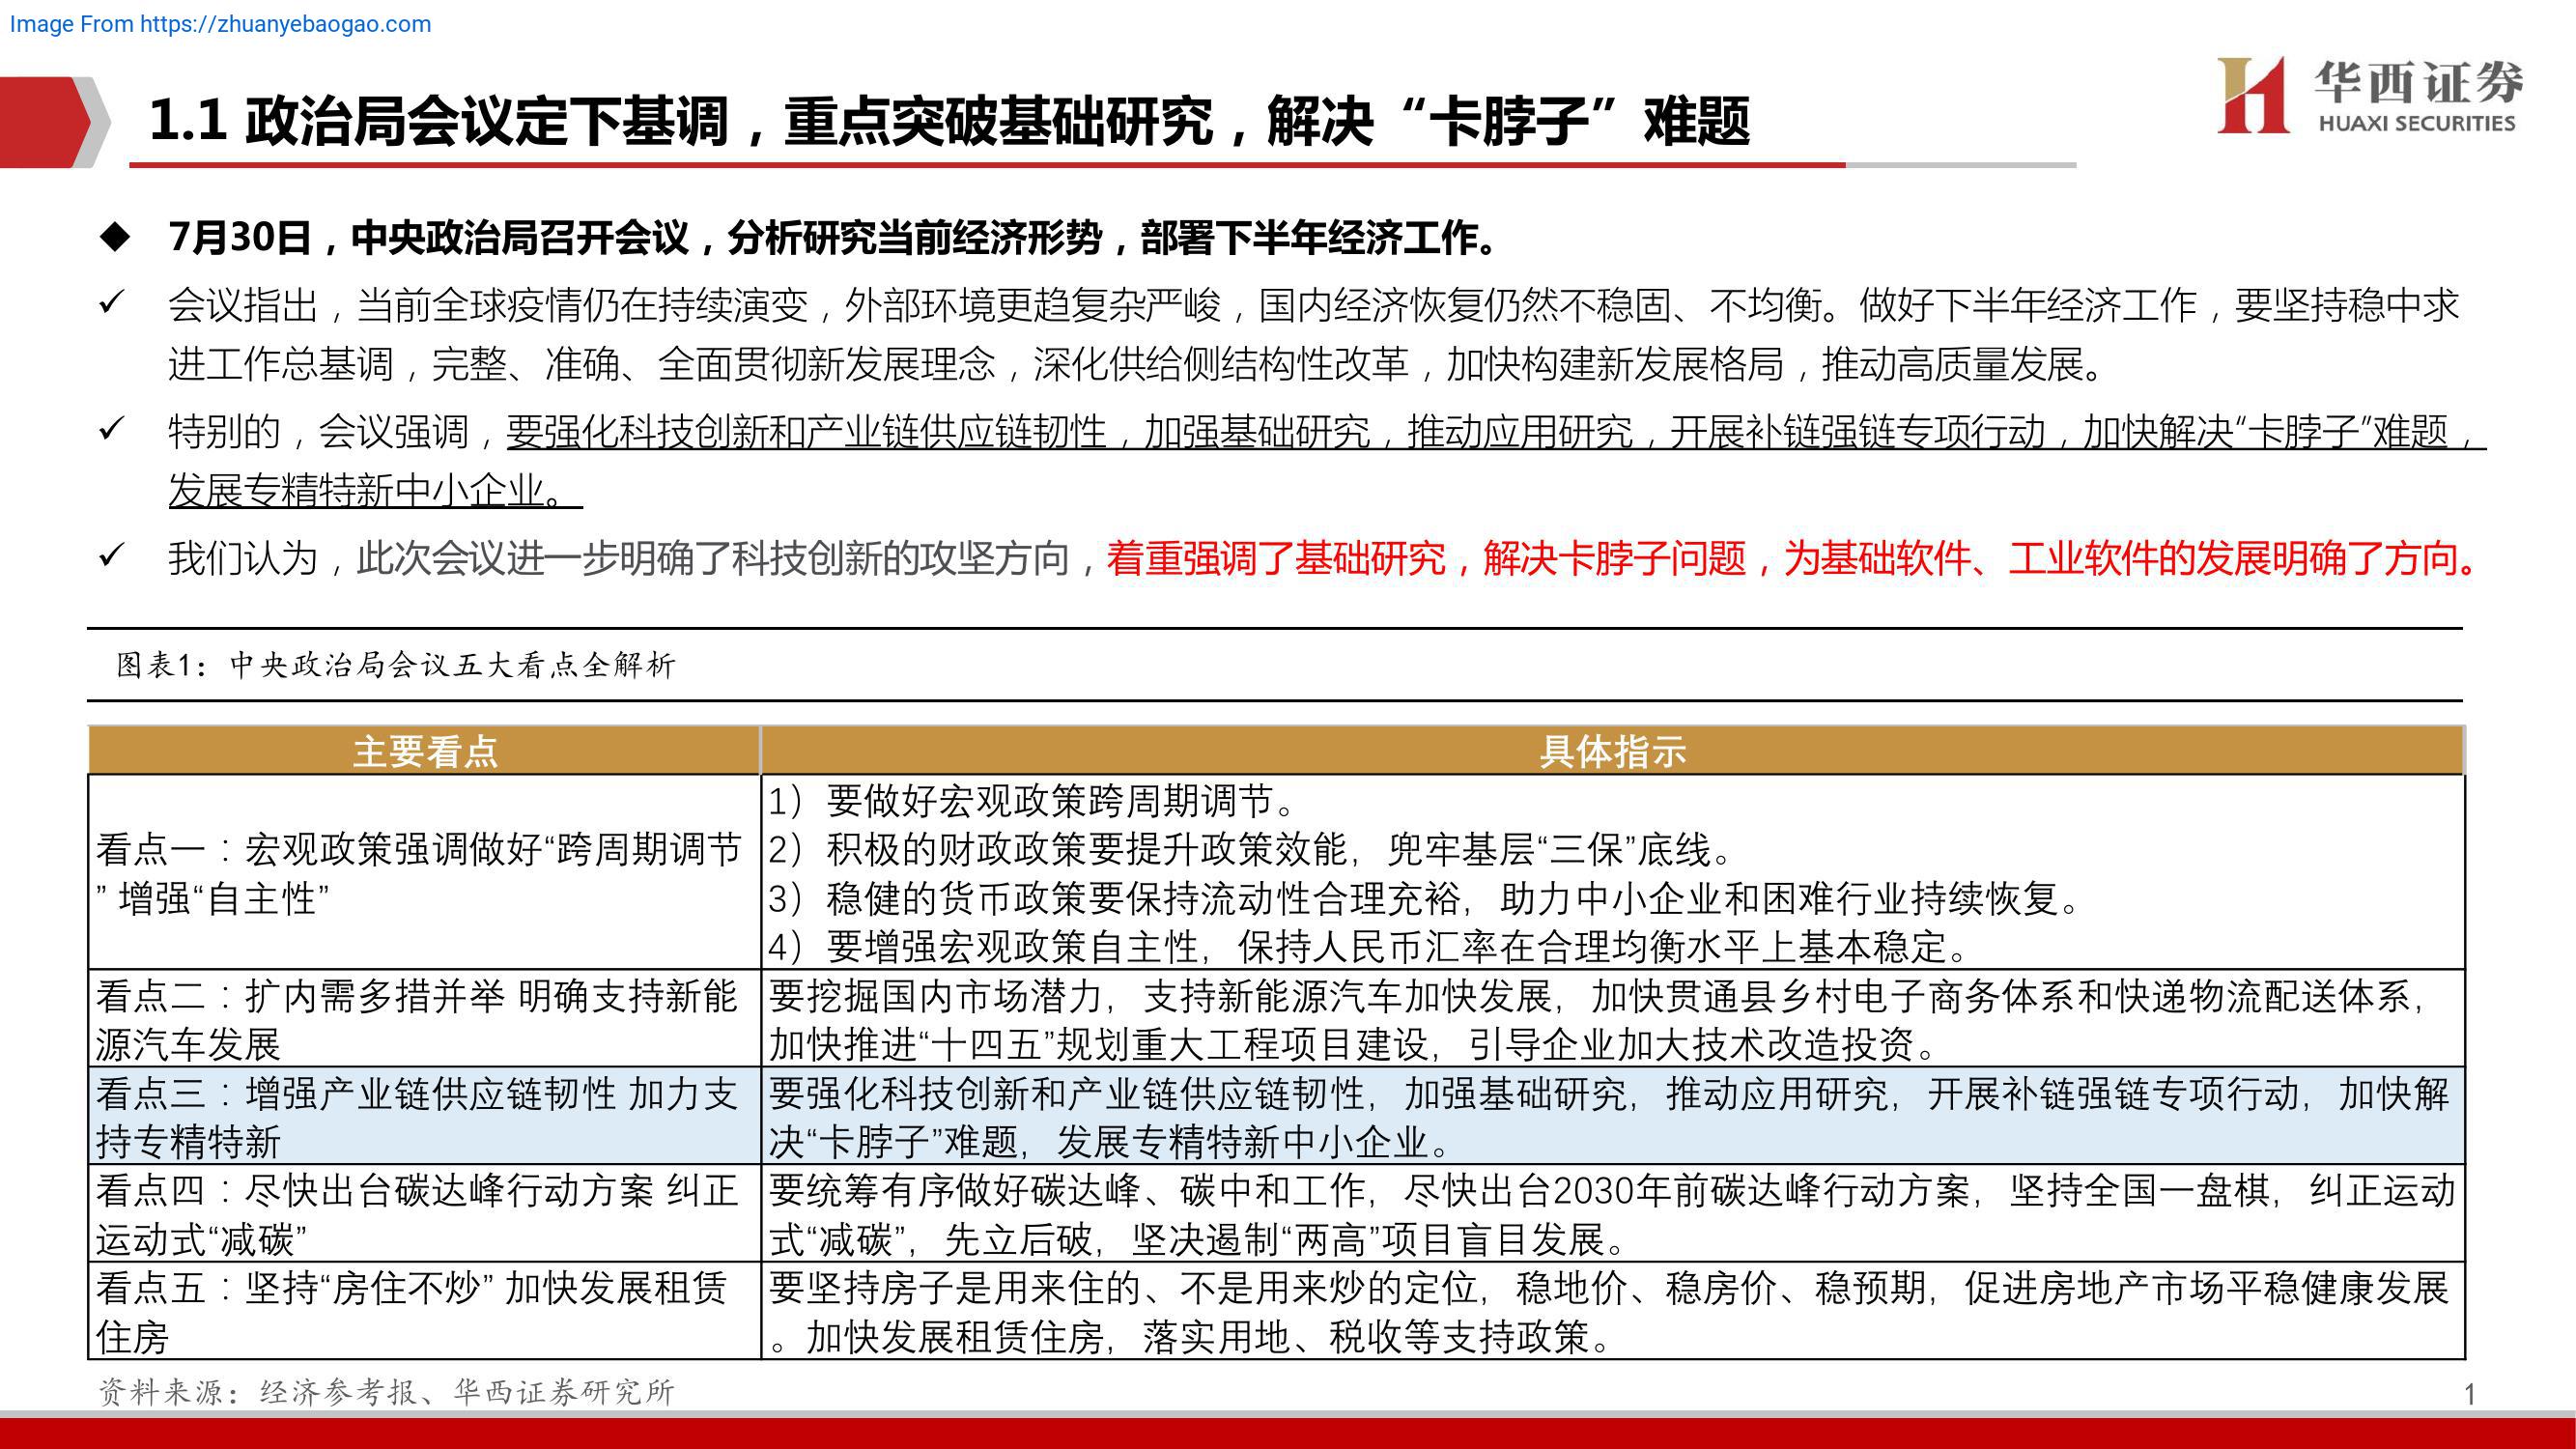 Image From https://zhuanyebaogao.com
华西证券
HUAXI SECURITIES
1.1 政治局会议定下基调，重点突破基础研究，解决“卡脖子”难题
◆ 7月30日，中央政治局召开会议，分析研究当前经济形势，部署下半年经济工作。
✓ 会议指出，当前全球疫情仍在持续演变，外部环境更趋复杂严峻，国内经济恢复仍然不稳固、不均衡。做好下半年经济工作，要坚持稳中求
进工作总基调，完整、准确、全面贯彻新发展理念，深化供给侧结构性改革，加快构建新发展格局，推动高质量发展。
✓ 特别的，会议强调，要强化科技创新和产业链供应链韧性，加强基础研究，推动应用研究，开展补链强链专项行动，加快解决“卡脖子”难题，
发展专精特新中小企业。
✓ 我们认为，此次会议进一步明确了科技创新的攻坚方向，着重强调了基础研究，解决卡脖子问题，为基础软件、工业软件的发展明确了方向。
图表1：中央政治局会议五大看点全解析
主要看点
具体指示
看点一：宏观政策强调做好“跨周期调节
” 增强“自主性”
1）要做好宏观政策跨周期调节。
2）积极的财政政策要提升政策效能，兜牢基层“三保”底线。
3）稳健的货币政策要保持流动性合理充裕，助力中小企业和困难行业持续恢复。
4）要增强宏观政策自主性，保持人民币汇率在合理均衡水平上基本稳定。
看点二：扩内需多措并举 明确支持新能
源汽车发展
要挖掘国内市场潜力，支持新能源汽车加快发展，加快贯通县乡村电子商务体系和快递物流配送体系，
加快推进“十四五”规划重大工程项目建设，引导企业加大技术改造投资。
看点三：增强产业链供应链韧性 加力支
持专精特新
要强化科技创新和产业链供应链韧性，加强基础研究，推动应用研究，开展补链强链专项行动，加快解
决“卡脖子”难题，发展专精特新中小企业。
看点四：尽快出台碳达峰行动方案 纠正
运动式“减碳”
要统筹有序做好碳达峰、碳中和工作，尽快出台2030年前碳达峰行动方案，坚持全国一盘棋，纠正运动
式“减碳”，先立后破，坚决遏制“两高”项目盲目发展。
看点五：坚持“房住不炒” 加快发展租赁
住房
要坚持房子是用来住的、不是用来炒的定位，稳地价、稳房价、稳预期，促进房地产市场平稳健康发展
。加快发展租赁住房，落实用地、税收等支持政策。
资料来源：经济参考报、华西证券研究所
1